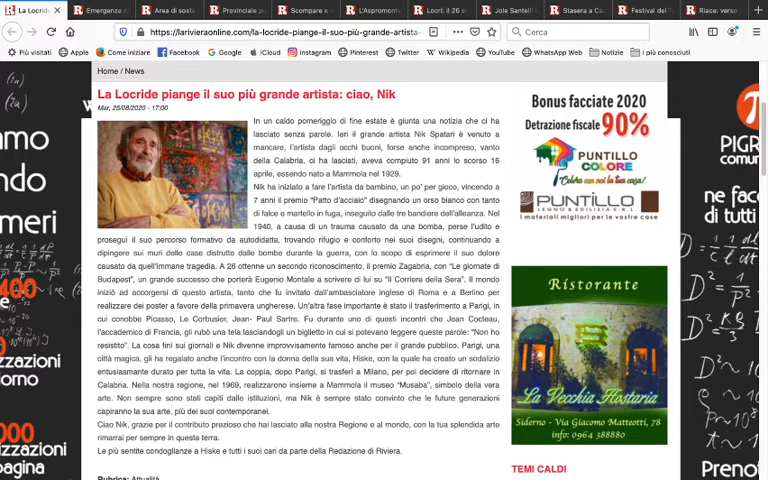 La Locride
Emergenza m
Area di sosta
Provinciale p
Scompare e
L'Aspromonte
Locri: il 26 s
Jole Santelli
Stasera a Ca
Festival del T
Riace: verso
https://larivieraonline.com/la-locride-piange-il-suo-più-grande-artista-
Cerca
Più visitati Apple Come iniziare Facebook Google iCloud Instagram Pinterest Twitter Wikipedia YouTube WhatsApp Web Notizie I più conosciuti
Home / News
La Locride piange il suo più grande artista: ciao, Nik
Mar, 25/08/2020 - 17:00
In un caldo pomeriggio di fine estate è giunta una notizia che ci ha
lasciato senza parole. Ieri il grande artista Nik Spatari è venuto a
mancare, l'artista dagli occhi buoni, forse anche incompreso, vanto
della Calabria, ci ha lasciati, aveva compiuto 91 anni lo scorso 16
aprile, essendo nato a Mammola nel 1929.
Nik ha iniziato a fare l'artista da bambino, un po' per gioco, vincendo a
7 anni il premio “Patto d'acciaio” disegnando un orso bianco con tanto
di falce e martello in fuga, inseguito dalle tre bandiere dell'alleanza. Nel
1940, a causa di un trauma causato da una bomba, perse l'udito e
proseguì il suo percorso formativo da autodidatta, trovando rifugio e conforto nei suoi disegni, continuando a
dipingere sui muri delle case distrutte dalle bombe durante la guerra, con lo scopo di esprimere il suo dolore
causato da quell'immane tragedia. A 26 ottenne un secondo riconoscimento, il premio Zagabria, con “Le giornate di
Budapest”, un grande successo che porterà Eugenio Montale a scrivere di lui su “Il Corriere della Sera”. Il mondo
iniziò ad accorgersi di questo artista, tanto che fu invitato dall'ambasciatore inglese di Roma e a Berlino per
realizzare dei poster a favore della primavera ungherese. Un'altra fase importante è stato il trasferimento a Parigi, in
cui conobbe Picasso, Le Corbusier, Jean- Paul Sartre. Fu durante uno di questi incontri che Jean Cocteau,
l'accademico di Francia, gli rubò una tela lasciandogli un biglietto in cui si potevano leggere queste parole: “Non ho
resistito”. La cosa finì sui giornali e Nik divenne improvvisamente famoso anche per il grande pubblico. Parigi, una
città magica, gli ha regalato anche l'incontro con la donna della sua vita, Hiske, con la quale ha creato un sodalizio
entusiasmante durato per tutta la vita. La coppia, dopo Parigi, si trasferì a Milano, per poi decidere di ritornare in
Calabria. Nella nostra regione, nel 1969, realizzarono insieme a Mammola il museo “Musaba”, simbolo della vera
arte. Non sempre sono stati capiti dalle istituzioni, ma Nik è sempre stato convinto che le future generazioni
capiranno la sua arte, più dei suoi contemporanei.
Ciao Nik, grazie per il contributo prezioso che hai lasciato alla nostra Regione e al mondo, con la tua splendida arte
rimarrai per sempre in questa terra.
Le più sentite condoglianze a Hiske e tutti i suoi cari da parte della Redazione di Riviera.
Rubrica: Attualità
Bonus facciate 2020
Detrazione fiscale 90%
PUNTILLO
COLORE
"Colora con noi la tua casa!"
PUNTILLO
LEGNO & EDILIZIA S.R.L.
I materiali migliori per le vostre case
Ristorante
La Vecchia Hostaria
Siderno - Via Giacomo Matteotti, 78
info: 0964 388880
TEMI CALDI
PIGR
comu
ne fac
di tutti
Prenot
amo
ndo
meri
400
izzazioni
iorno
000
lizzazioni
pagina